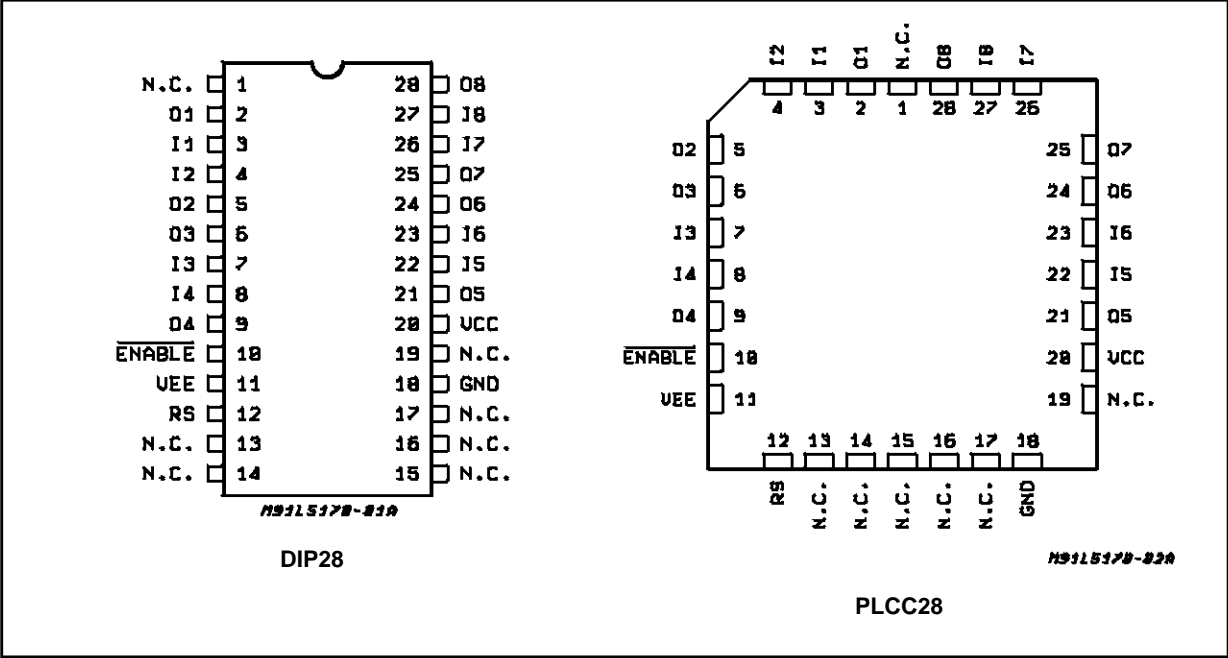 N.C. 1 28 O8
O1 2 27 I8
I1 3 26 I7
I2 4 25 O7
O2 5 24 O6
O3 6 23 I6
I3 7 22 I5
I4 8 21 O5
O4 9 20 VCC
ENABLE 10 19 N.C.
VEE 11 18 GND
RS 12 17 N.C.
N.C. 13 16 N.C.
N.C. 14 15 N.C.
M91L5170-01A
DIP28
I2 I1 O1 N.C. O8 I8 I7
4 3 2 1 28 27 26
O2 5 25 O7
O3 6 24 O6
I3 7 23 I6
I4 8 22 I5
O4 9 21 O5
ENABLE 10 20 VCC
VEE 11 19 N.C.
12 13 14 15 16 17 18
RS N.C. N.C. N.C. N.C. N.C. GND
M91L5170-02A
PLCC28